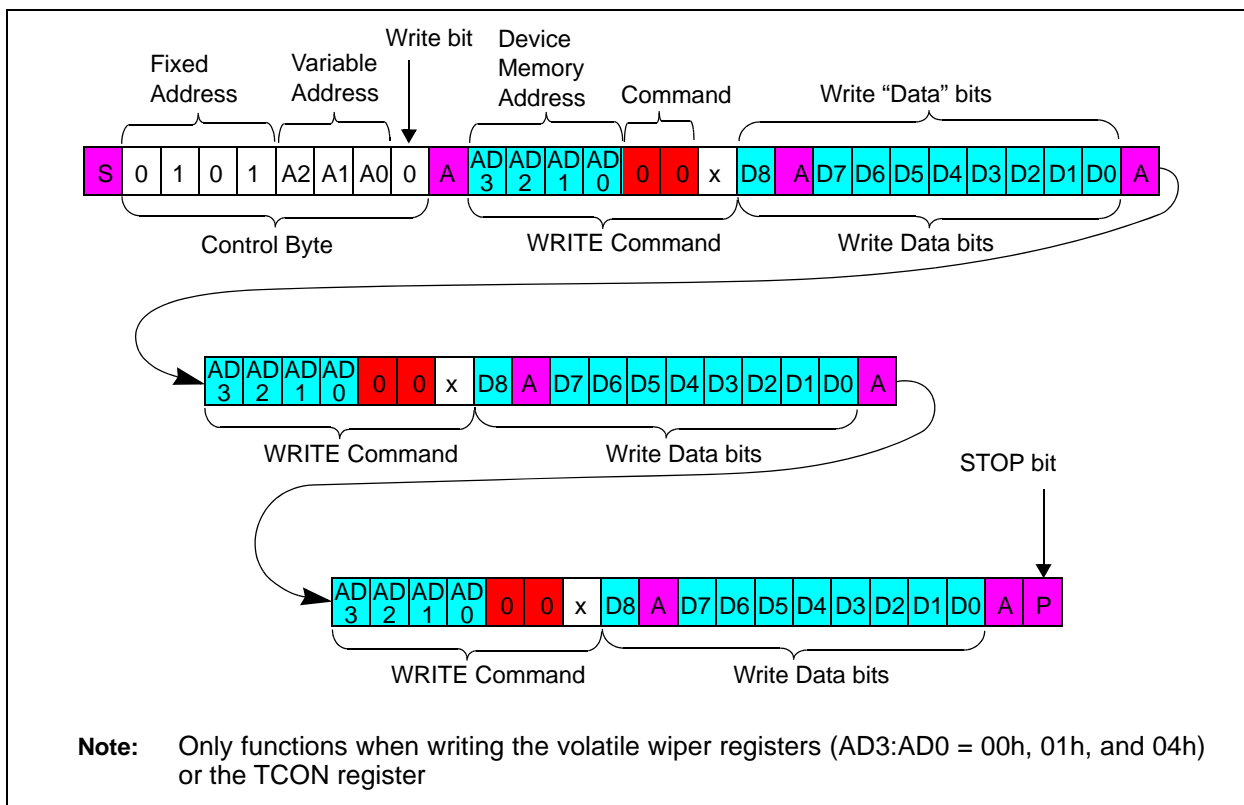 Write bit
Device
Memory
Address
Fixed
Address
Variable
Address
Command
Write “Data” bits
S 0 1 0 1 A2 A1 A0 0 A AD3 AD2 AD1 AD0 0 0 x D8 A D7 D6 D5 D4 D3 D2 D1 D0 A
Control Byte WRITE Command Write Data bits
AD3 AD2 AD1 AD0 0 0 x D8 A D7 D6 D5 D4 D3 D2 D1 D0 A
WRITE Command Write Data bits
STOP bit
AD3 AD2 AD1 AD0 0 0 x D8 A D7 D6 D5 D4 D3 D2 D1 D0 A P
WRITE Command Write Data bits
Note: Only functions when writing the volatile wiper registers (AD3:AD0 = 00h, 01h, and 04h)
or the TCON register